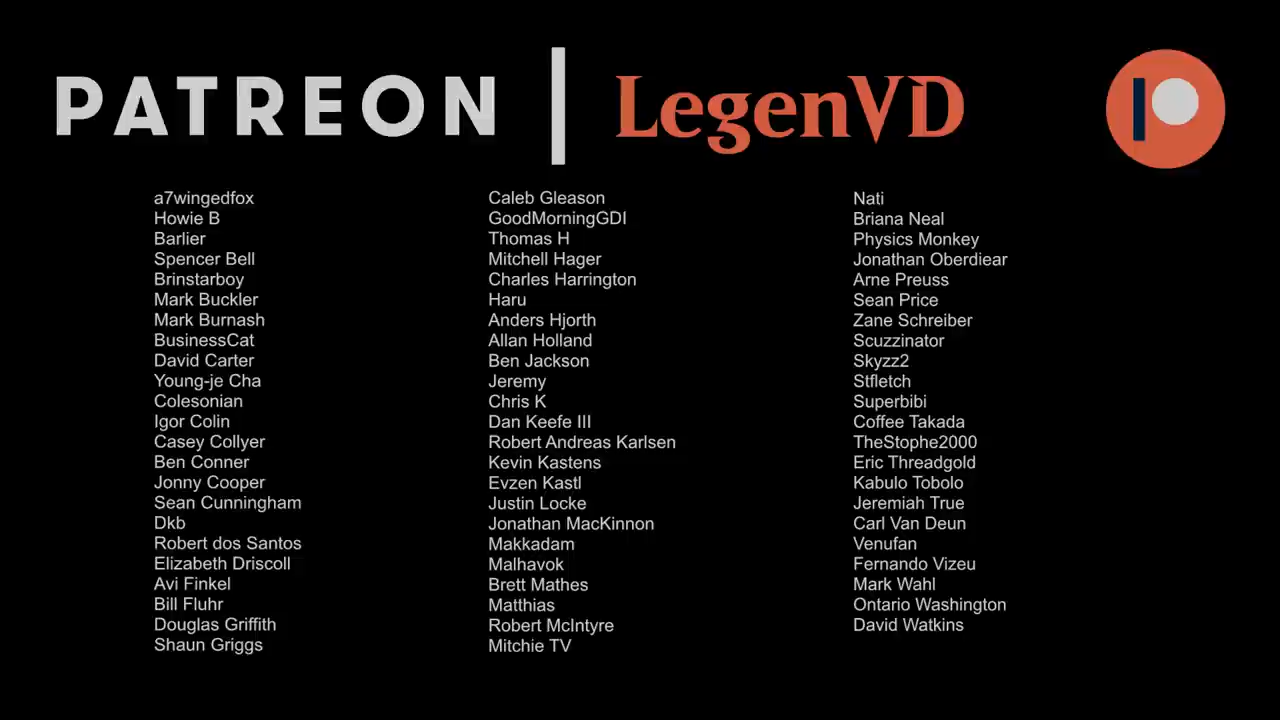 PATREON | LegenVD
a7wingedfox
Howie B
Barlier
Spencer Bell
Brinstarboy
Mark Buckler
Mark Burnash
BusinessCat
David Carter
Young-je Cha
Colesonian
Igor Colin
Casey Collyer
Ben Conner
Jonny Cooper
Sean Cunningham
Dkb
Robert dos Santos
Elizabeth Driscoll
Avi Finkel
Bill Fluhr
Douglas Griffith
Shaun Griggs
Caleb Gleason
GoodMorningGDI
Thomas H
Mitchell Hager
Charles Harrington
Haru
Anders Hjorth
Allan Holland
Ben Jackson
Jeremy
Chris K
Dan Keefe III
Robert Andreas Karlsen
Kevin Kastens
Evzen Kastl
Justin Locke
Jonathan MacKinnon
Makkadam
Malhavok
Brett Mathes
Matthias
Robert McIntyre
Mitchie TV
Nati
Briana Neal
Physics Monkey
Jonathan Oberdiear
Arne Preuss
Sean Price
Zane Schreiber
Scuzzinator
Skyzz2
Stfletch
Superbibi
Coffee Takada
TheStophe2000
Eric Threadgold
Kabulo Tobolo
Jeremiah True
Carl Van Deun
Venufan
Fernando Vizeu
Mark Wahl
Ontario Washington
David Watkins